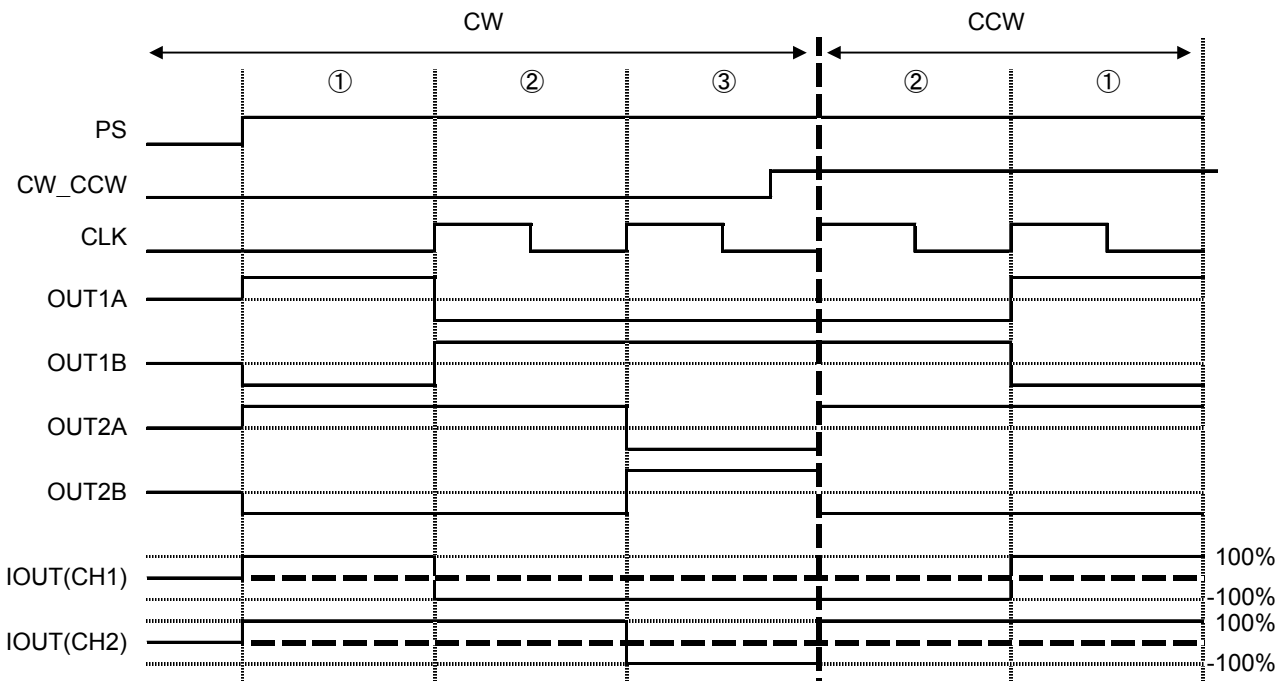 CW CCW
① ② ③ ② ①
PS
CW_CCW
CLK
OUT1A
OUT1B
OUT2A
OUT2B
IOUT(CH1)
100%
-100%
IOUT(CH2)
100%
-100%